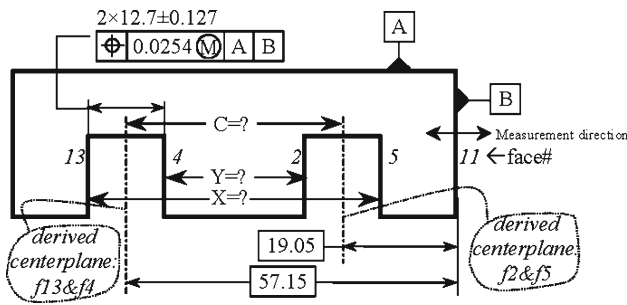 2×12.7±0.127
⌖ 0.0254 Ⓜ A B
A
B
C=?
Measurement direction
13 4 2 5 11 ←face#
Y=?
X=?
derived
centerplane:
f13&f4
derived
centerplane:
f2&f5
19.05
57.15